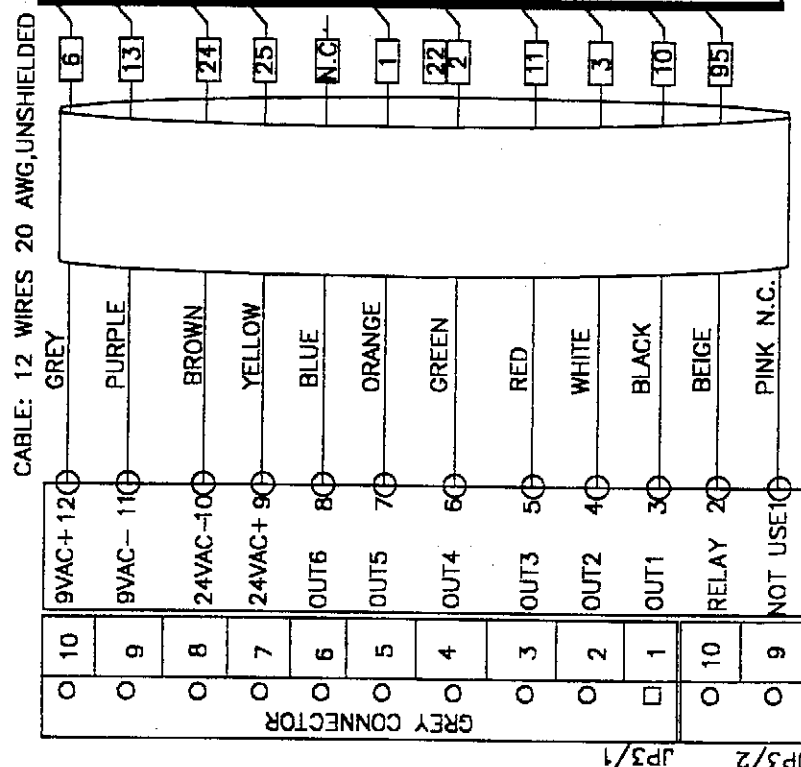 CABLE: 12 WIRES 20 AWG,UNSHIELDED
6
13
24
25
N.C.
1
22
2
11
3
10
95
GREY
PURPLE
BROWN
YELLOW
BLUE
ORANGE
GREEN
RED
WHITE
BLACK
BEIGE
PINK N.C.
9VAC+ 12
9VAC- 11
24VAC-10
24VAC+ 9
OUT6 8
OUT5 7
OUT4 6
OUT3 5
OUT2 4
OUT1 3
RELAY 2
NOT USE1
10
9
8
7
6
5
4
3
2
1
10
9
GREY CONNECTOR
JP3/1
JP3/2